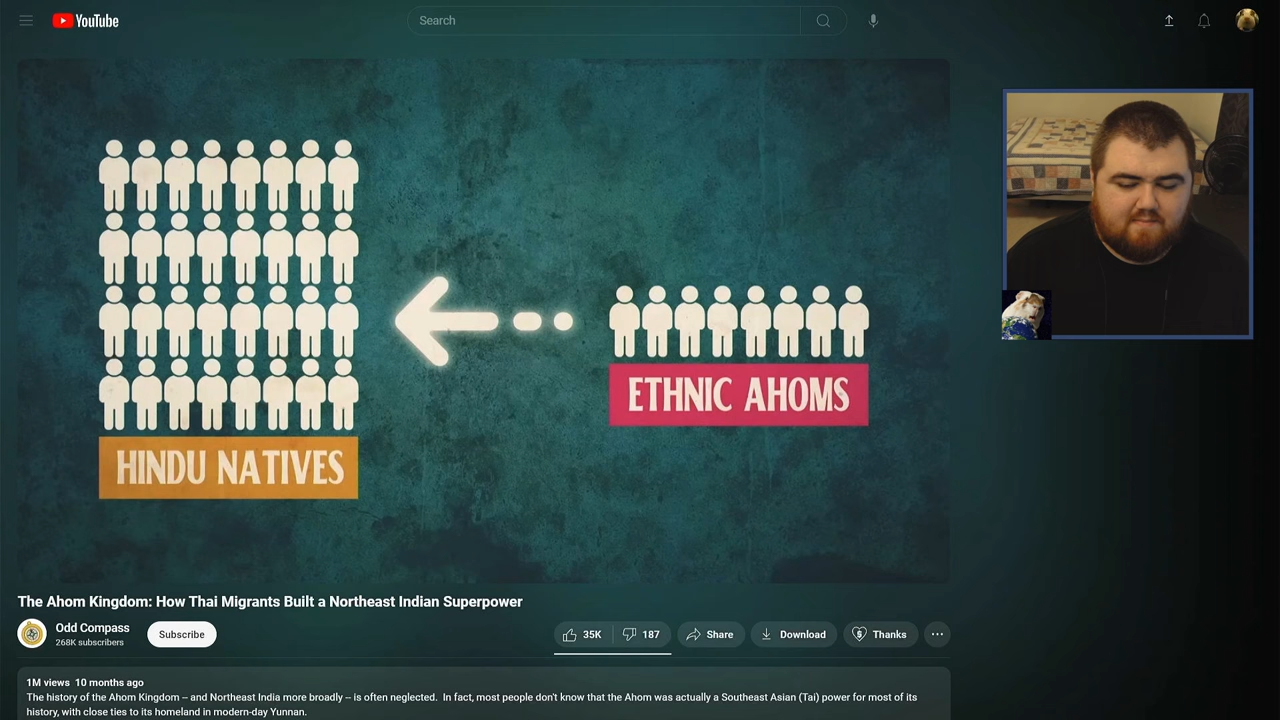 YouTube
Search
HINDU NATIVES
ETHNIC AHOMS
The Ahom Kingdom: How Thai Migrants Built a Northeast Indian Superpower
Odd Compass
268K subscribers
Subscribe
35K
187
Share
Download
Thanks
1M views 10 months ago
The history of the Ahom Kingdom – and Northeast India more broadly – is often neglected. In fact, most people don't know that the Ahom was actually a Southeast Asian (Tai) power for most of its
history, with close ties to its homeland in modern-day Yunnan.